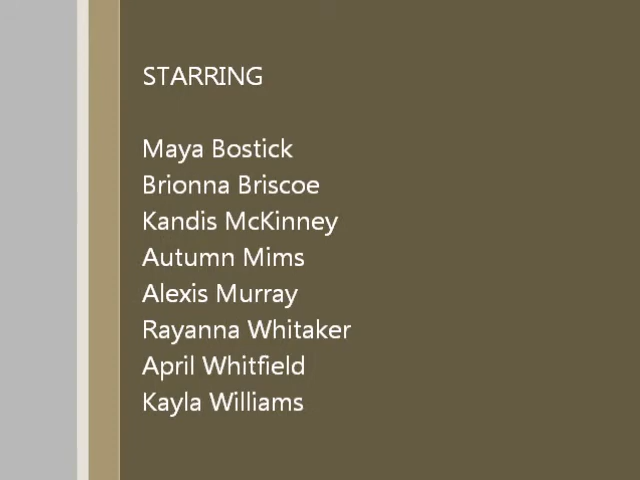 STARRING
Maya Bostick
Brionna Briscoe
Kandis McKinney
Autumn Mims
Alexis Murray
Rayanna Whitaker
April Whitfield
Kayla Williams